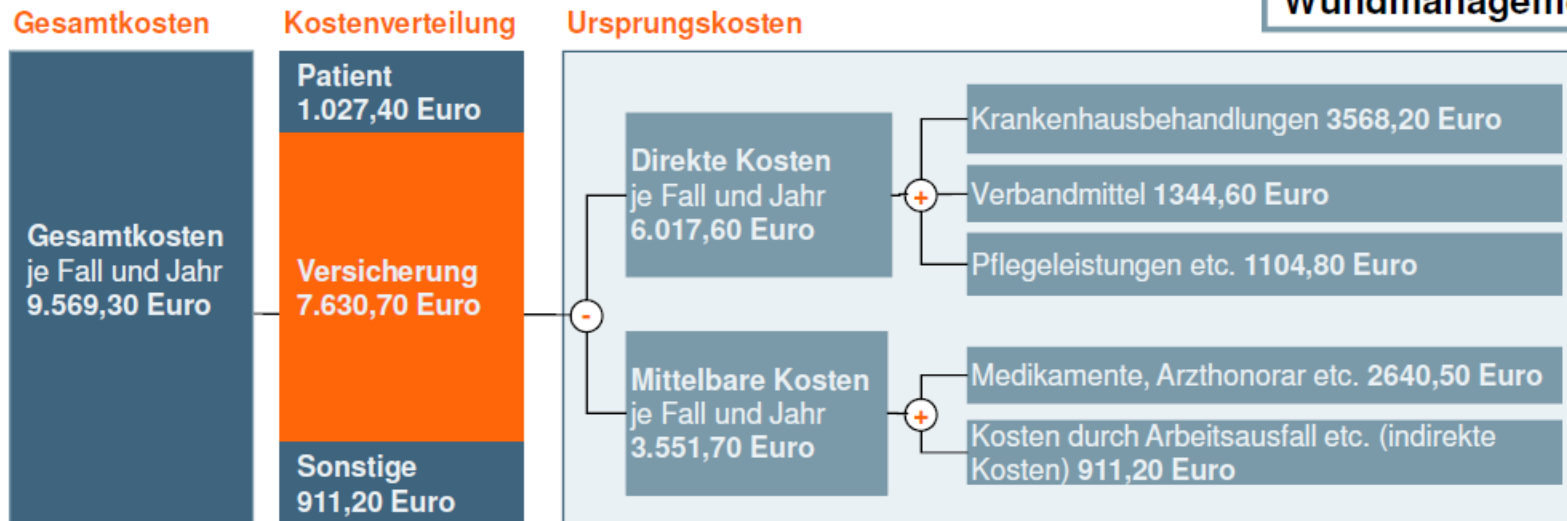 Gesamtkosten
Kostenverteilung
Ursprungskosten
Gesamtkosten
je Fall und Jahr
9.569,30 Euro
Patient
1.027,40 Euro
Versicherung
7.630,70 Euro
Sonstige
911,20 Euro
-
Direkte Kosten
je Fall und Jahr
6.017,60 Euro
+
Krankenhausbehandlungen 3568,20 Euro
Verbandmittel 1344,60 Euro
Pflegeleistungen etc. 1104,80 Euro
Mittelbare Kosten
je Fall und Jahr
3.551,70 Euro
+
Medikamente, Arzthonorar etc. 2640,50 Euro
Kosten durch Arbeitsausfall etc. (indirekte
Kosten) 911,20 Euro